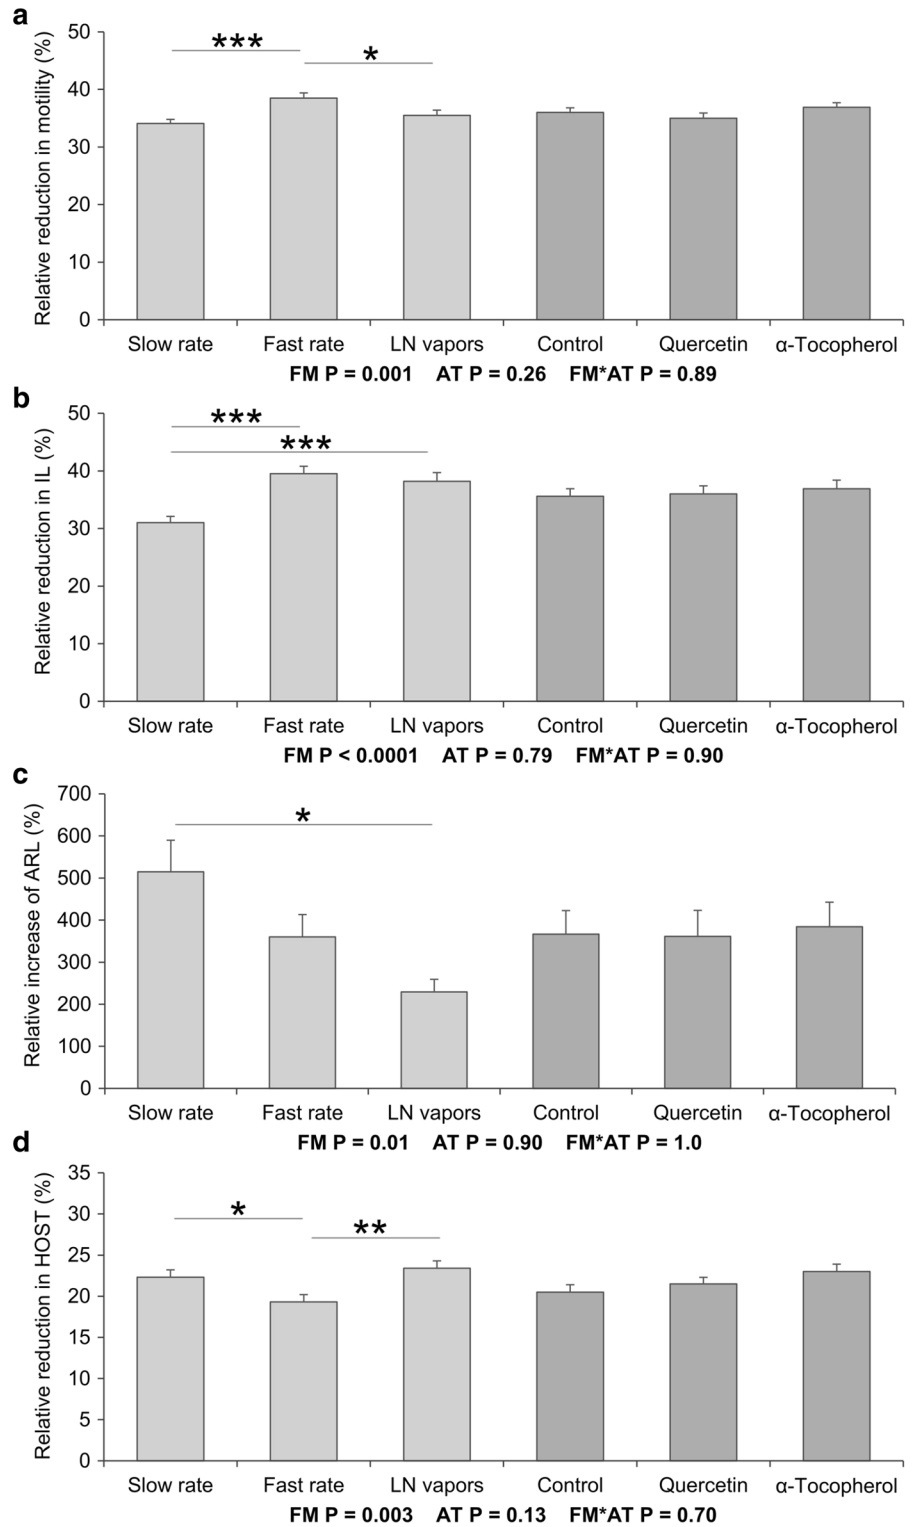 a
Relative reduction in motility (%)
50
40
30
20
10
0
***
*
Slow rate Fast rate LN vapors Control Quercetin α-Tocopherol
FM P = 0.001 AT P = 0.26 FM*AT P = 0.89
b
Relative reduction in IL (%)
50
40
30
20
10
0
***
***
Slow rate Fast rate LN vapors Control Quercetin α-Tocopherol
FM P < 0.0001 AT P = 0.79 FM*AT P = 0.90
c
Relative increase of ARL (%)
700
600
500
400
300
200
100
0
*
Slow rate Fast rate LN vapors Control Quercetin α-Tocopherol
FM P = 0.01 AT P = 0.90 FM*AT P = 1.0
d
Relative reduction in HOST (%)
35
30
25
20
15
10
5
0
*
**
Slow rate Fast rate LN vapors Control Quercetin α-Tocopherol
FM P = 0.003 AT P = 0.13 FM*AT P = 0.70